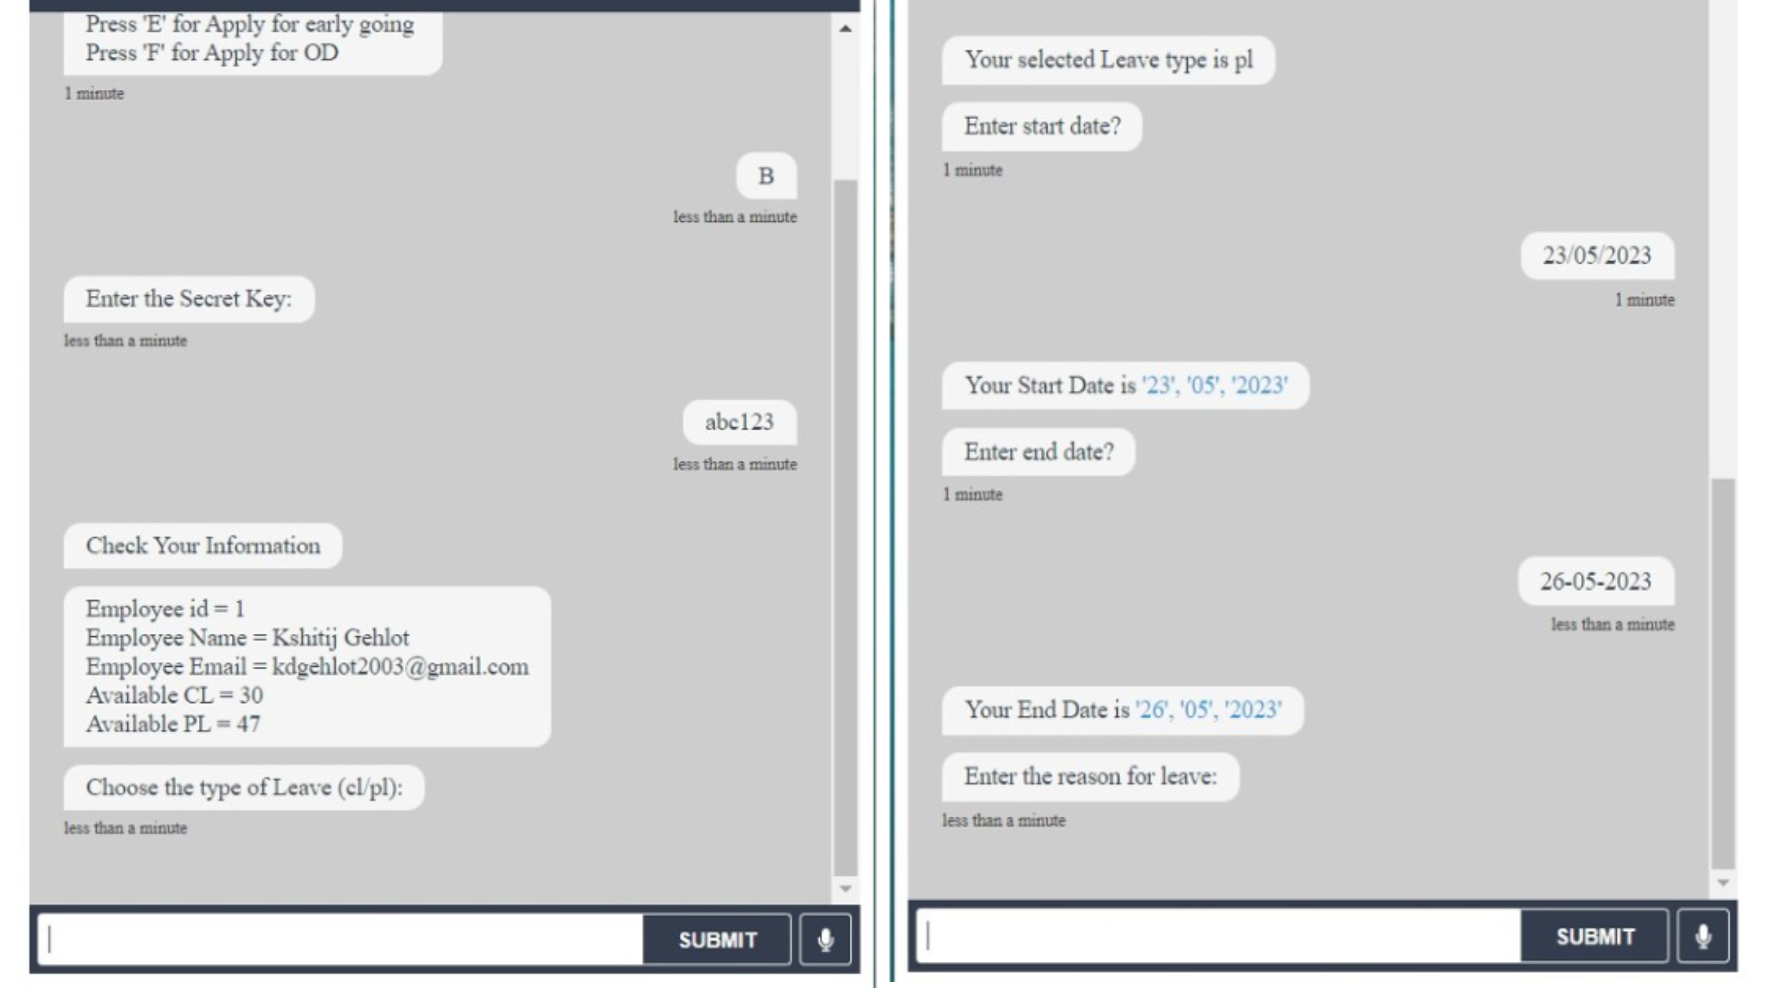 Press 'E' for Apply for early going
Press 'F' for Apply for OD
1 minute
B
less than a minute
Enter the Secret Key:
less than a minute
abc123
less than a minute
Check Your Information
Employee id = 1
Employee Name = Kshitij Gehlot
Employee Email = kdgehlot2003@gmail.com
Available CL = 30
Available PL = 47
Choose the type of Leave (cl/pl):
less than a minute
SUBMIT
Your selected Leave type is pl
Enter start date?
1 minute
23/05/2023
1 minute
Your Start Date is '23', '05', '2023'
Enter end date?
1 minute
26-05-2023
less than a minute
Your End Date is '26', '05', '2023'
Enter the reason for leave:
less than a minute
SUBMIT